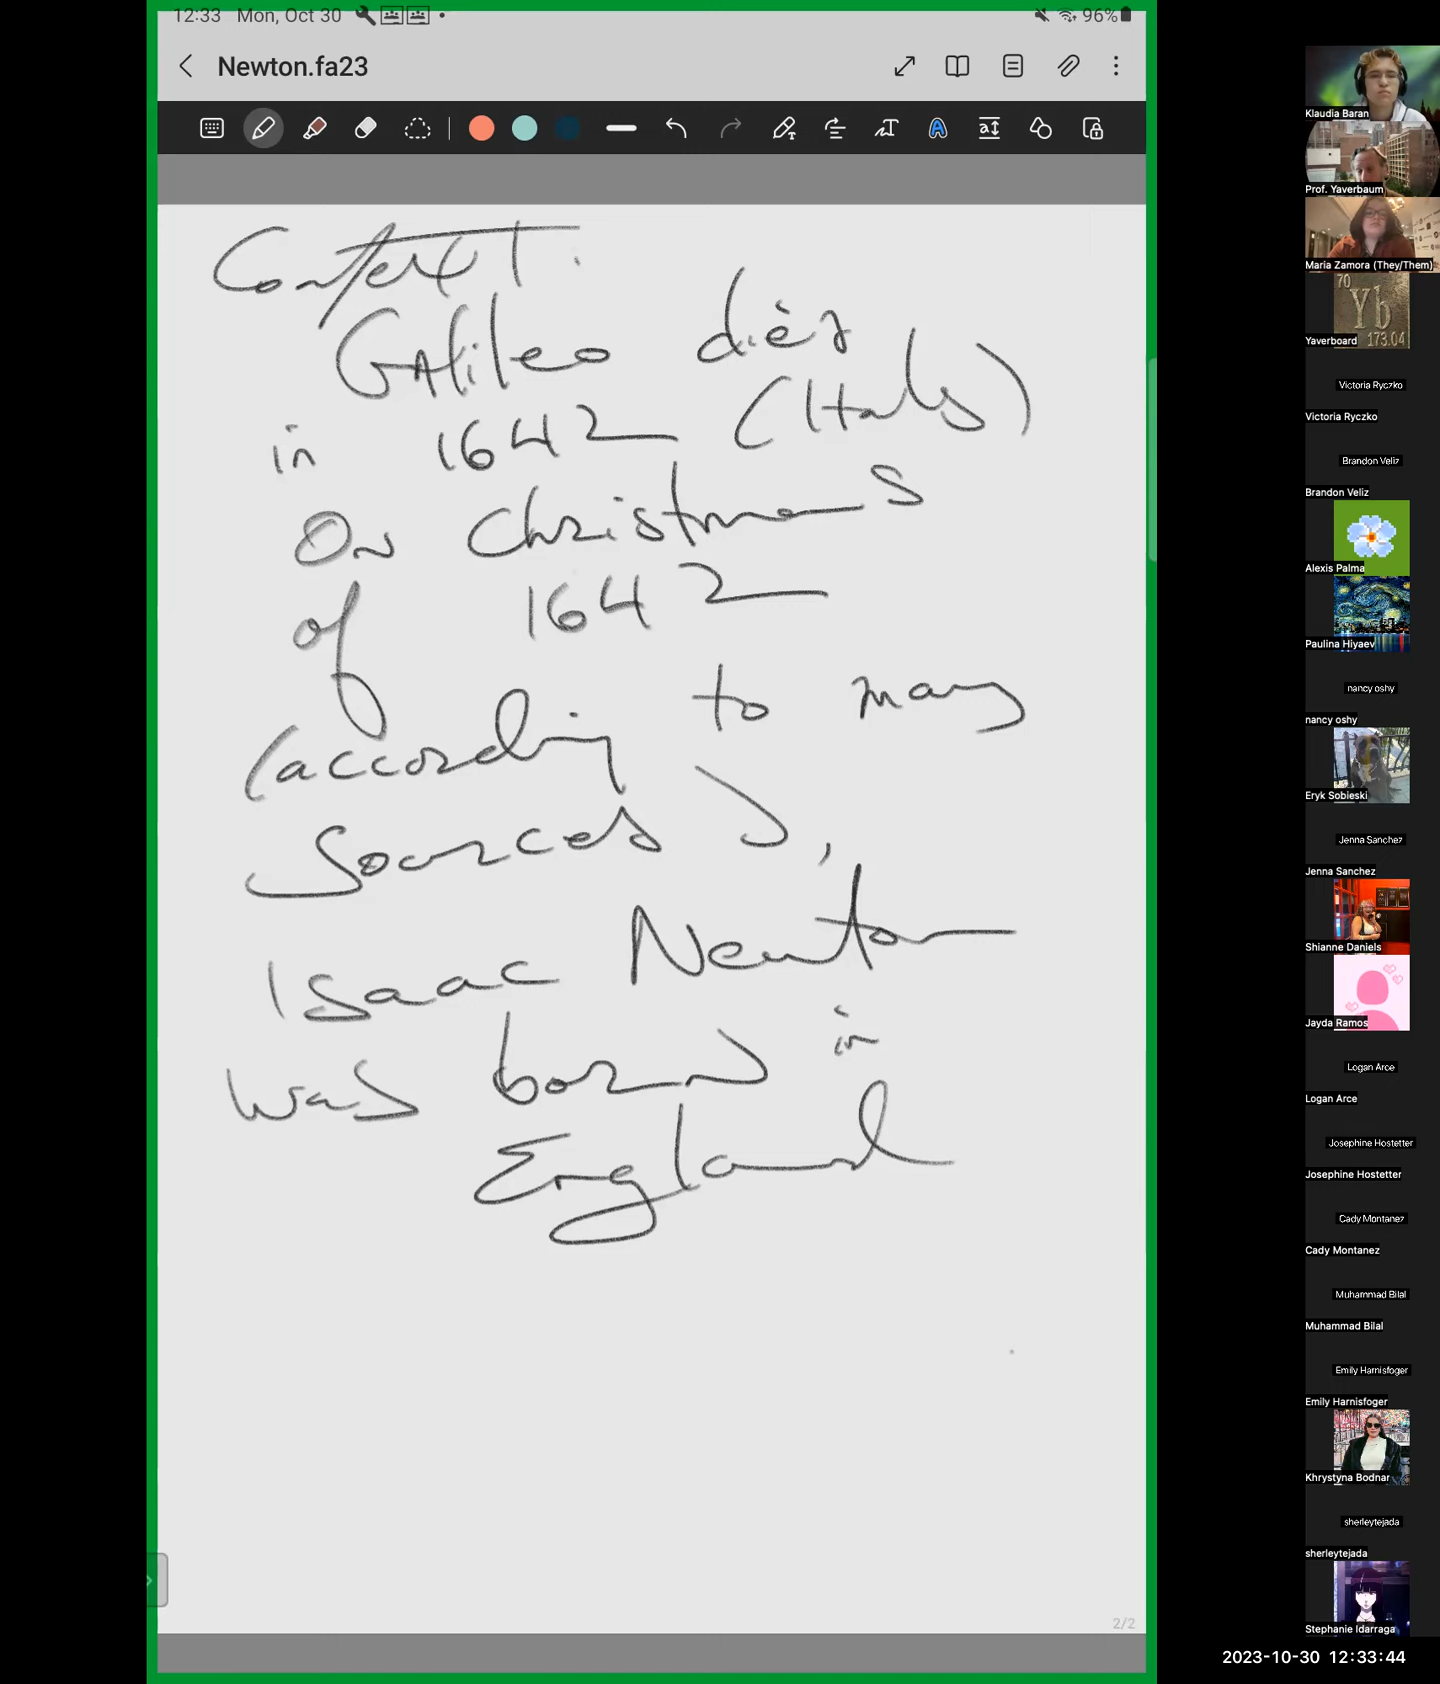 12:33 Mon, Oct 30
96%
Newton.fa23
Context:
Galileo dies
in 1642 (Italy)
On Christmas
of 1642
(according to many
sources),
Isaac Newton
was born in
England
2/2
Klaudia Baran
Prof. Yaverbaum
Maria Zamora (They/Them)
70
Yb
173.04
Yaverboard
Victoria Ryczko
Victoria Ryczko
Brandon Veliz
Brandon Veliz
Alexis Palma
Paulina Hiyaev
nancy oshy
nancy oshy
Eryk Sobieski
Jenna Sanchez
Jenna Sanchez
Shianne Daniels
Jayda Ramos
Logan Arce
Logan Arce
Josephine Hostetter
Josephine Hostetter
Cady Montanez
Cady Montanez
Muhammad Bilal
Muhammad Bilal
Emily Harnisfoger
Emily Harnisfoger
Khrystyna Bodnar
sherleytejada
sherleytejada
Stephanie Idarraga
2023-10-30 12:33:44